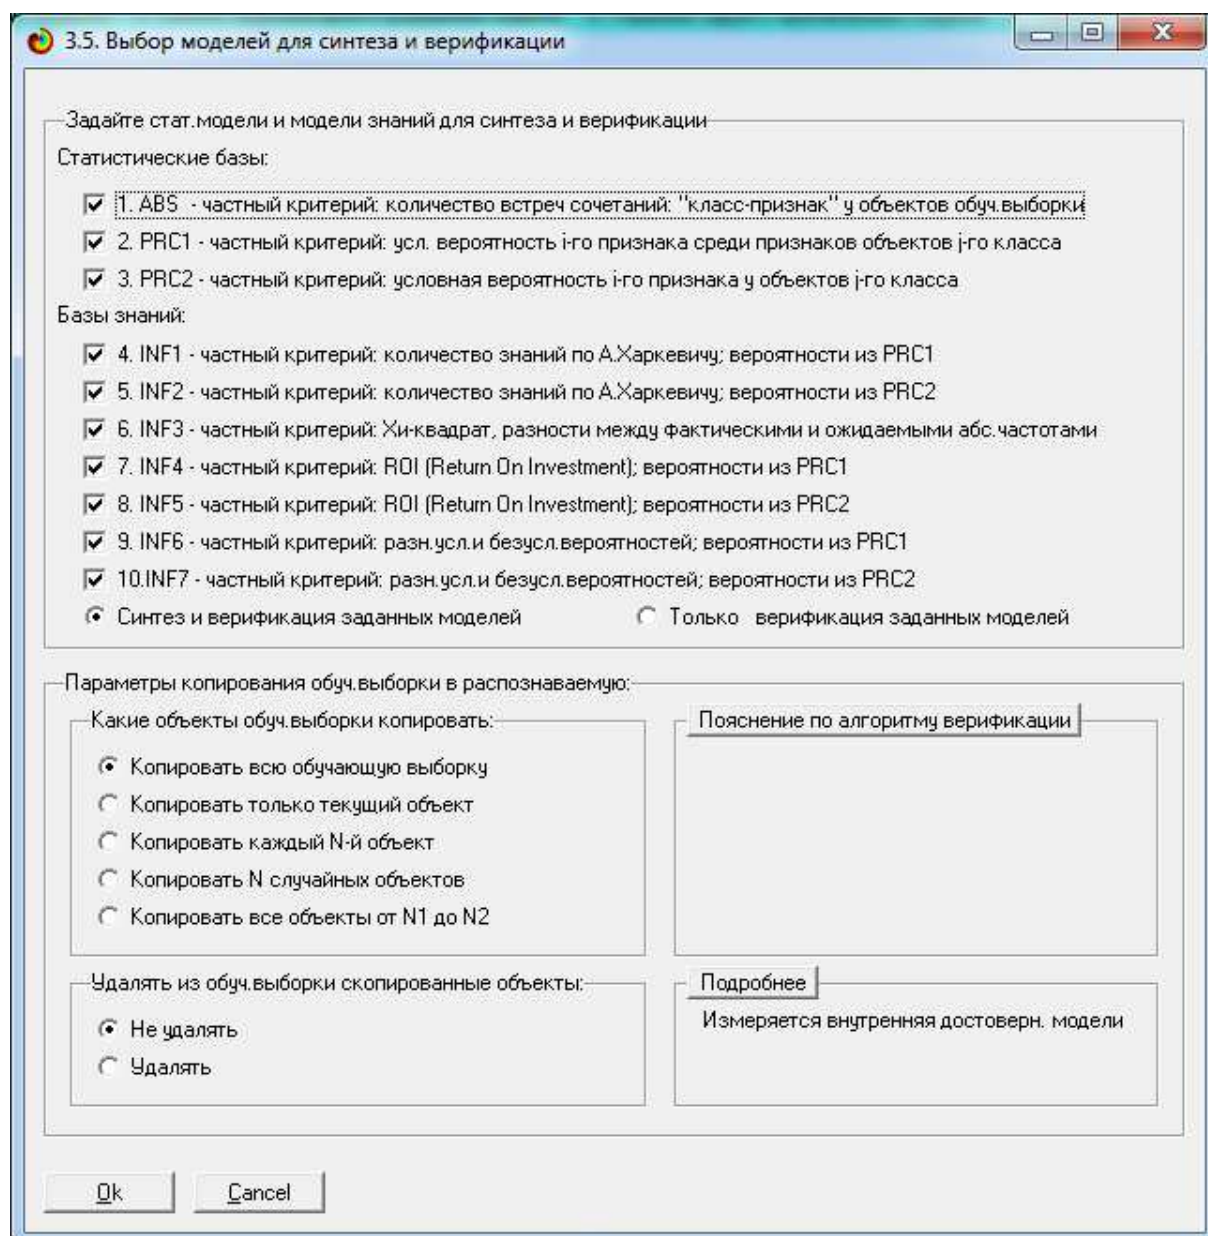 3.5. Выбор моделей для синтеза и верификации
Задайте стат.модели и модели знаний для синтеза и верификации
Статистические базы:
1. ABS - частный критерий: количество встреч сочетаний: "класс-признак" у объектов обуч.выборки
2. PRC1 - частный критерий: усл. вероятность i-го признака среди признаков объектов j-го класса
3. PRC2 - частный критерий: условная вероятность i-го признака у объектов j-го класса
Базы знаний:
4. INF1 - частный критерий: количество знаний по А.Харкевичу; вероятности из PRC1
5. INF2 - частный критерий: количество знаний по А.Харкевичу; вероятности из PRC2
6. INF3 - частный критерий: Хи-квадрат, разности между фактическими и ожидаемыми абс.частотами
7. INF4 - частный критерий: ROI (Return On Investment); вероятности из PRC1
8. INF5 - частный критерий: ROI (Return On Investment); вероятности из PRC2
9. INF6 - частный критерий: разн.усл.и безусл.вероятностей; вероятности из PRC1
10.INF7 - частный критерий: разн.усл.и безусл.вероятностей; вероятности из PRC2
Синтез и верификация заданных моделей
Только верификация заданных моделей
Параметры копирования обуч.выборки в распознаваемую:
Какие объекты обуч.выборки копировать:
Копировать всю обучающую выборку
Копировать только текущий объект
Копировать каждый N-й объект
Копировать N случайных объектов
Копировать все объекты от N1 до N2
Пояснение по алгоритму верификации
Удалять из обуч.выборки скопированные объекты:
Не удалять
Удалять
Подробнее
Измеряется внутренняя достоверн. модели
Ok
Cancel